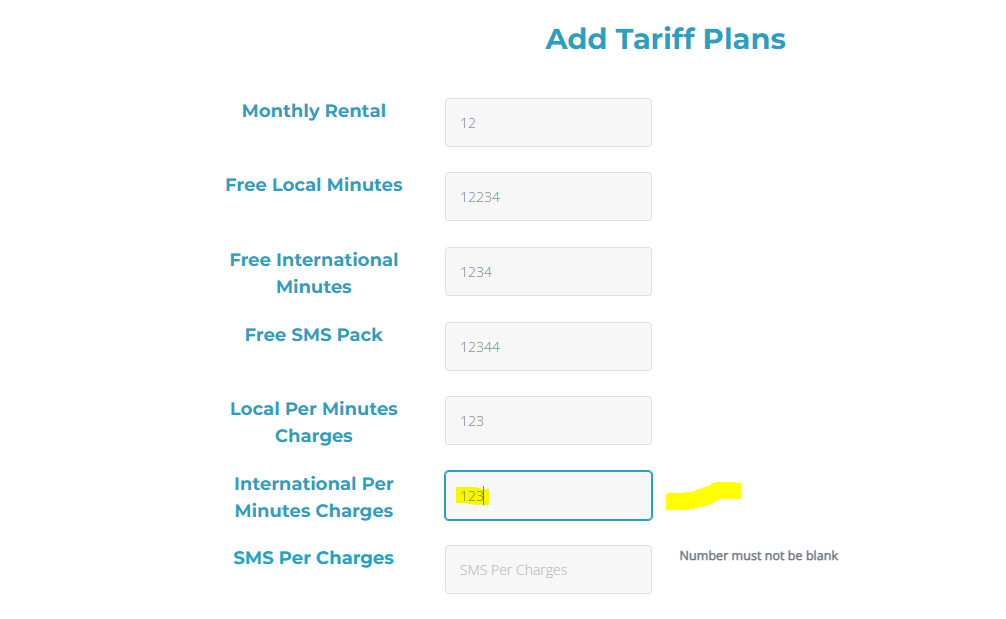 Add Tariff Plans
Monthly Rental
12
Free Local Minutes
12234
Free International
Minutes
1234
Free SMS Pack
12344
Local Per Minutes
Charges
123
International Per
Minutes Charges
123
SMS Per Charges
SMS Per Charges
Number must not be blank